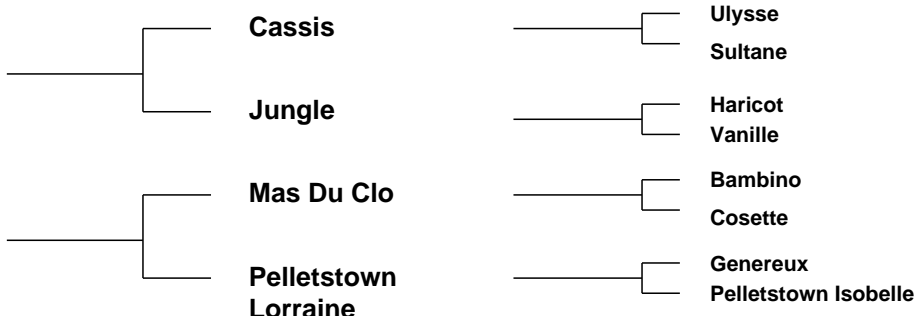 Cassis
Jungle
Mas Du Clo
Pelletstown
Lorraine
Ulysse
Sultane
Haricot
Vanille
Bambino
Cosette
Genereux
Pelletstown Isobelle